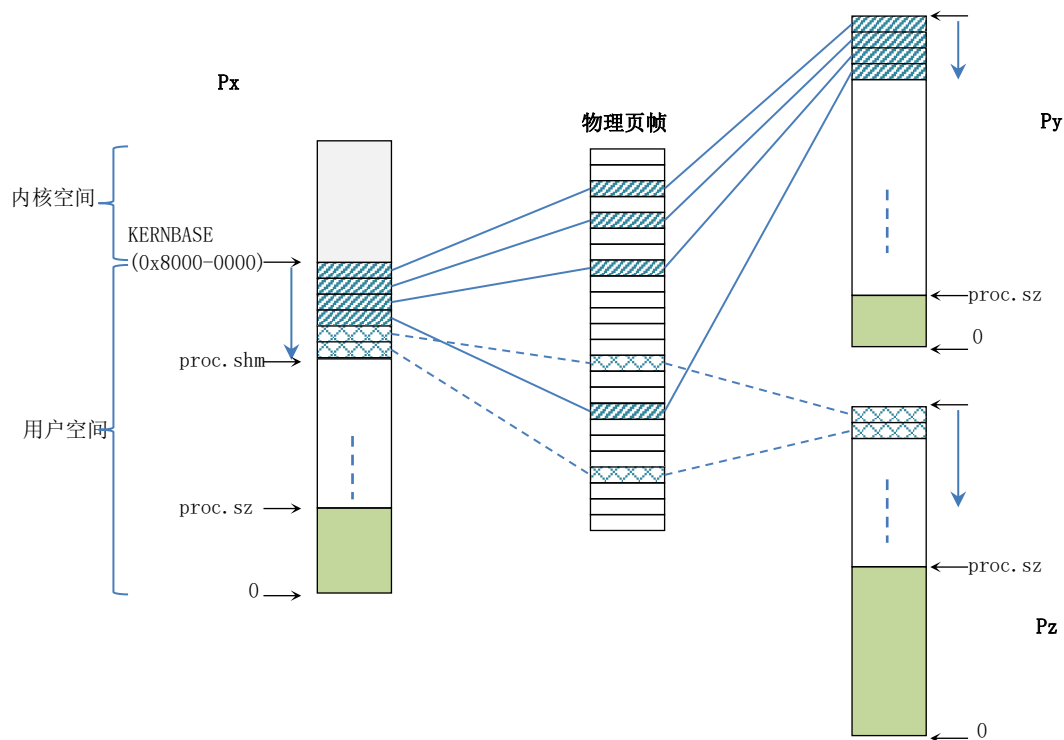 Px
物理页帧
Py
内核空间
KERNBASE
(0x8000-0000)
proc.shm
用户空间
proc.sz
0
proc.sz
0
proc.sz
Pz
0